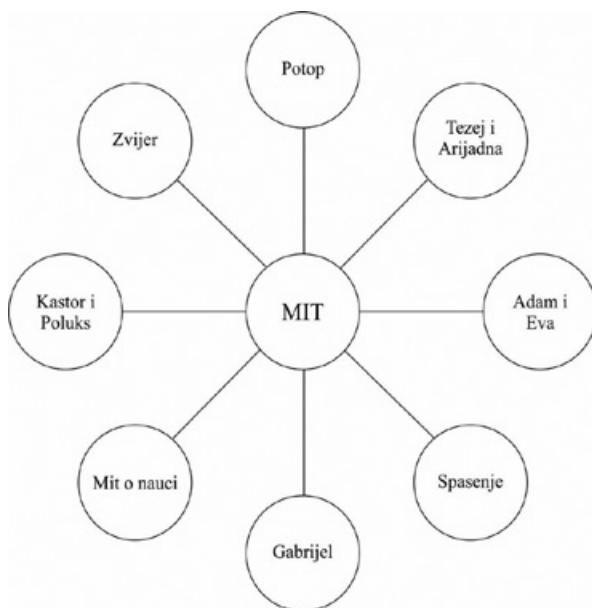 Potop
Zvijer
Tezej i
Arijadna
Kastor i
Poluks
MIT
Adam i
Eva
Mit o nauci
Spasenje
Gabrijel